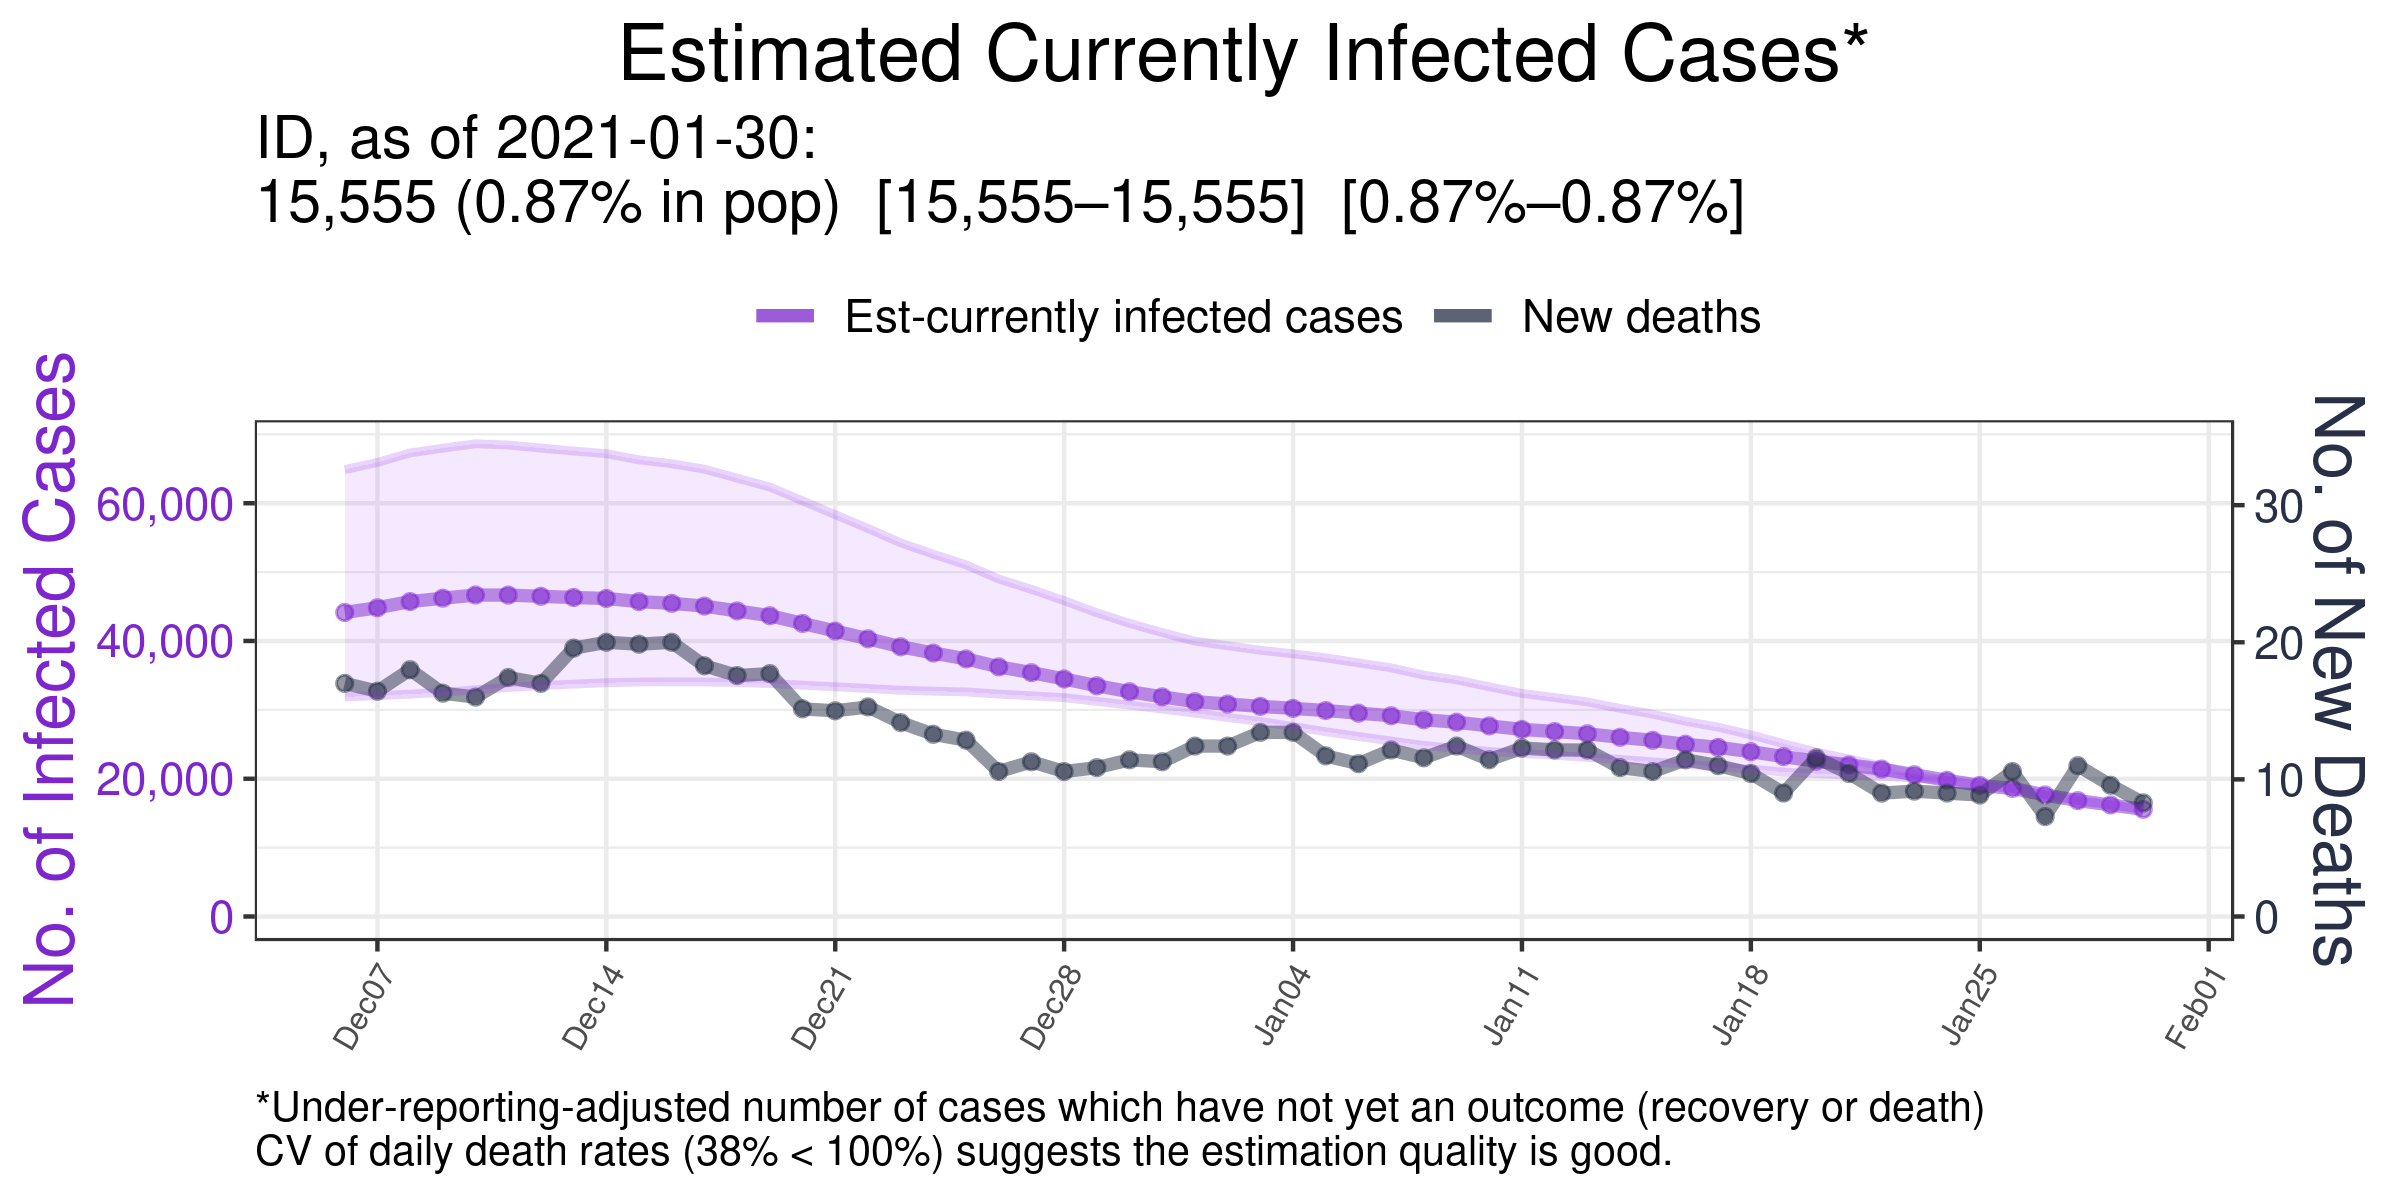 Estimated Currently Infected Cases*
ID, as of 2021-01-30:
15,555 (0.87% in pop)  [15,555–15,555]  [0.87%–0.87%]
Est-currently infected cases
New deaths
No. of Infected Cases
60,000
40,000
20,000
0
No. of New Deaths
30
20
10
0
Dec07
Dec14
Dec21
Dec28
Jan04
Jan11
Jan18
Jan25
Feb01
*Under-reporting-adjusted number of cases which have not yet an outcome (recovery or death)
CV of daily death rates (38% < 100%) suggests the estimation quality is good.